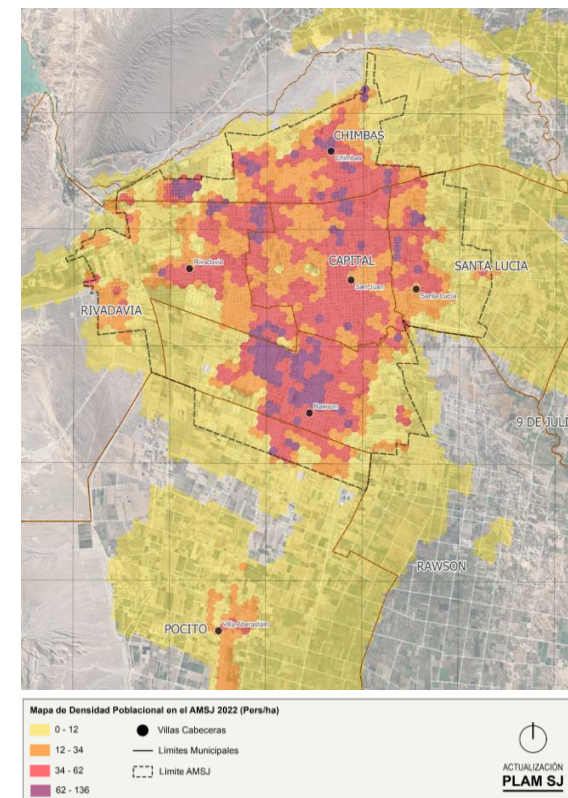 CHIMBAS
Chimbas
Rivadavia
CAPITAL
San Juan
SANTA LUCIA
Santa Lucia
RIVADAVIA
Rawson
9 DE JULI
RAWSON
POCITO
Villa Aberastain
Mapa de Densidad Poblacional en el AMSJ 2022 (Pers/ha)
0 - 12
Villas Cabeceras
12 - 34
Límites Municipales
34 - 62
Límite AMSJ
62 - 136
ACTUALIZACIÓN
PLAM SJ